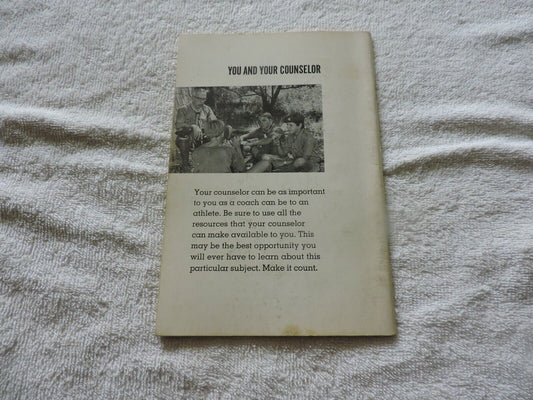 YOU AND YOUR COUNSELOR
Your counselor can be as important
to you as a coach can be to an
athlete. Be sure to use all the
resources that your counselor
can make available to you. This
may be the best opportunity you
will ever have to learn about this
particular subject. Make it count.